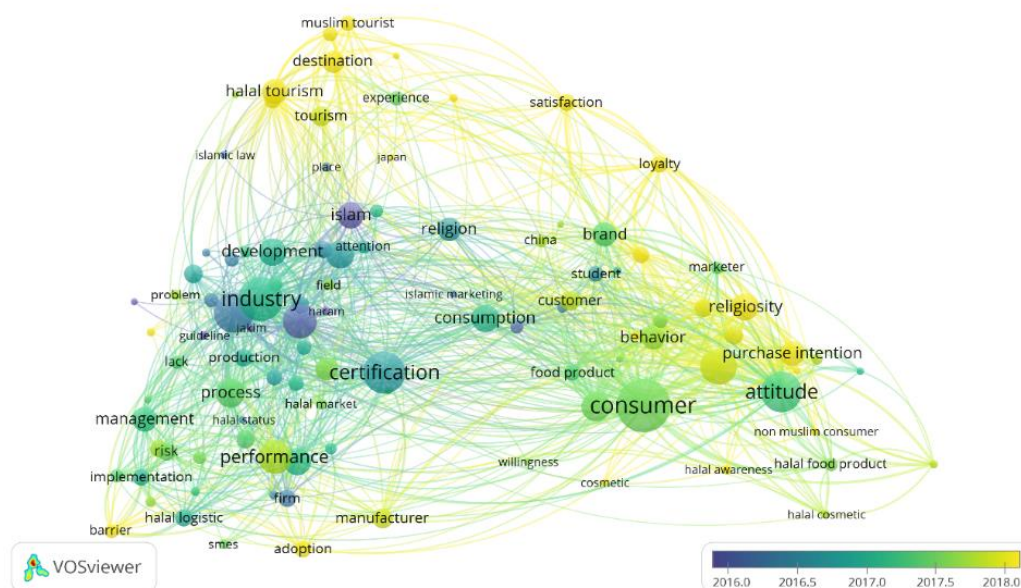 muslim tourist
destination
halal tourism
experience
tourism
satisfaction
islamic law
place
japan
loyalty
islam
religion
brand
development
attention
china
marketer
student
problem
field
industry
islamic marketing
customer
religiosity
haram
consumption
guideline
jakim
behavior
lack
production
purchase intention
certification
food product
process
halal market
attitude
consumer
management
halal status
non muslim consumer
risk
performance
willingness
halal awareness
halal food product
implementation
cosmetic
firm
halal logistic
manufacturer
halal cosmetic
barrier
smes
adoption
VOSviewer
2016.0 2016.5 2017.0 2017.5 2018.0